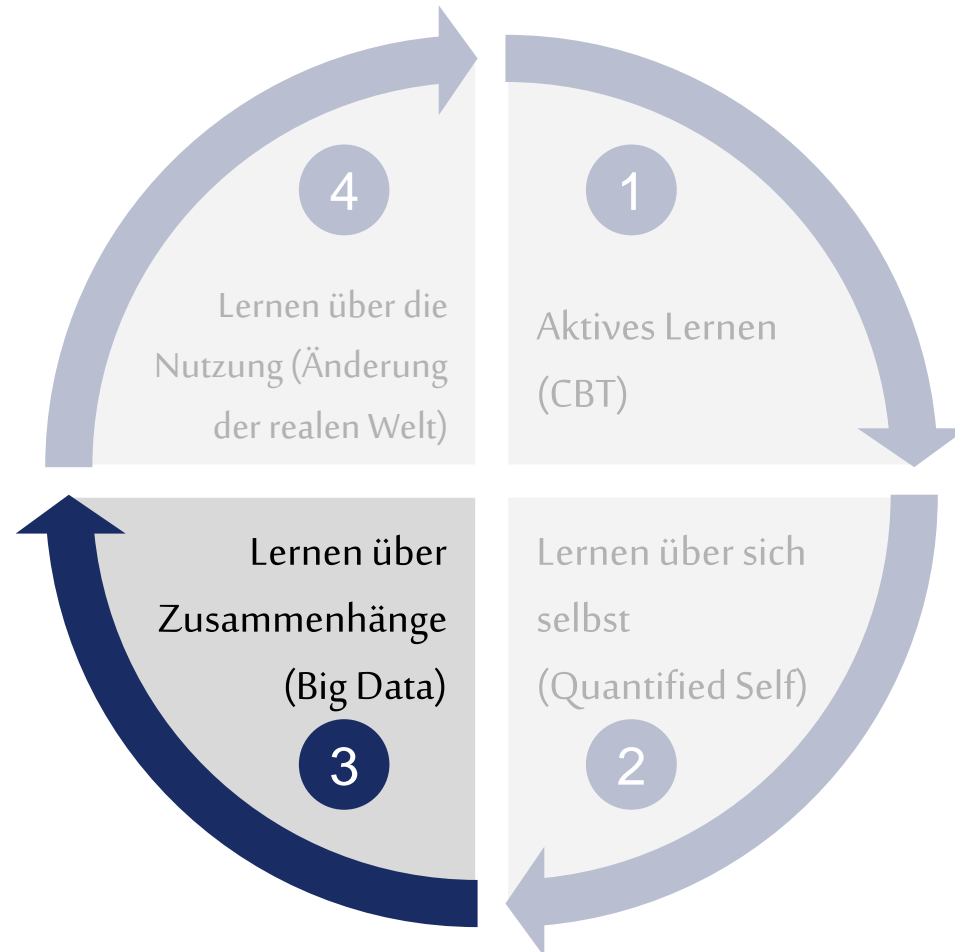 4
Lernen über die
Nutzung (Änderung
der realen Welt)
1
Aktives Lernen
(CBT)
Lernen über
Zusammenhänge
(Big Data)
3
Lernen über sich
selbst
(Quantified Self)
2